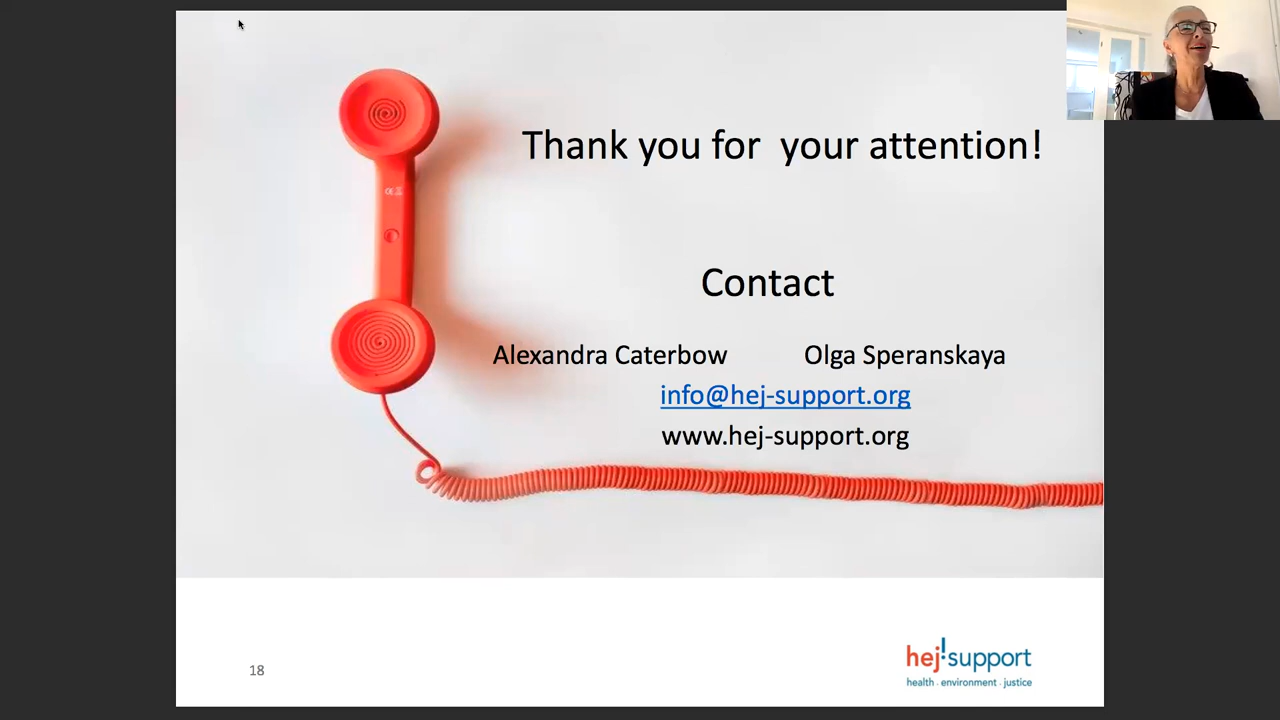 Thank you for  your attention!
Contact
Alexandra Caterbow Olga Speranskaya
info@hej-support.org
www.hej-support.org
18
hej!support
health . environment . justice